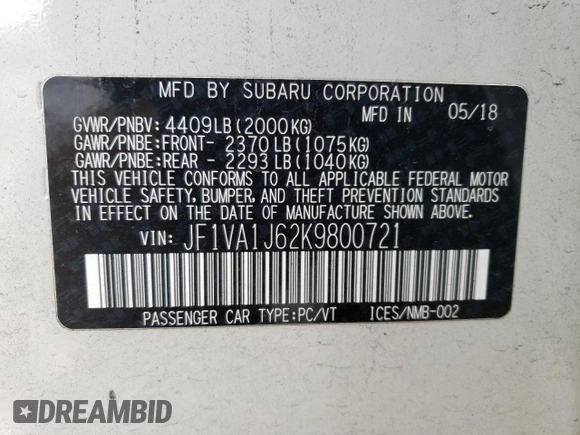 MFD BY SUBARU CORPORATION
MFD IN 05/18
GVWR/PNBV: 4409LB(2000KG)
GAWR/PNBE:FRONT- 2370LB(1075KG)
GAWR/PNBE:REAR - 2293LB(1040KG)
THIS VEHICLE CONFORMS TO ALL APPLICABLE FEDERAL MOTOR
VEHICLE SAFETY, BUMPER, AND THEFT PREVENTION STANDARDS
IN EFFECT ON THE DATE OF MANUFACTURE SHOWN ABOVE.
VIN: JF1VA1J62K9800721
PASSENGER CAR TYPE:PC/VT ICES/NMB-002
DREAMBID